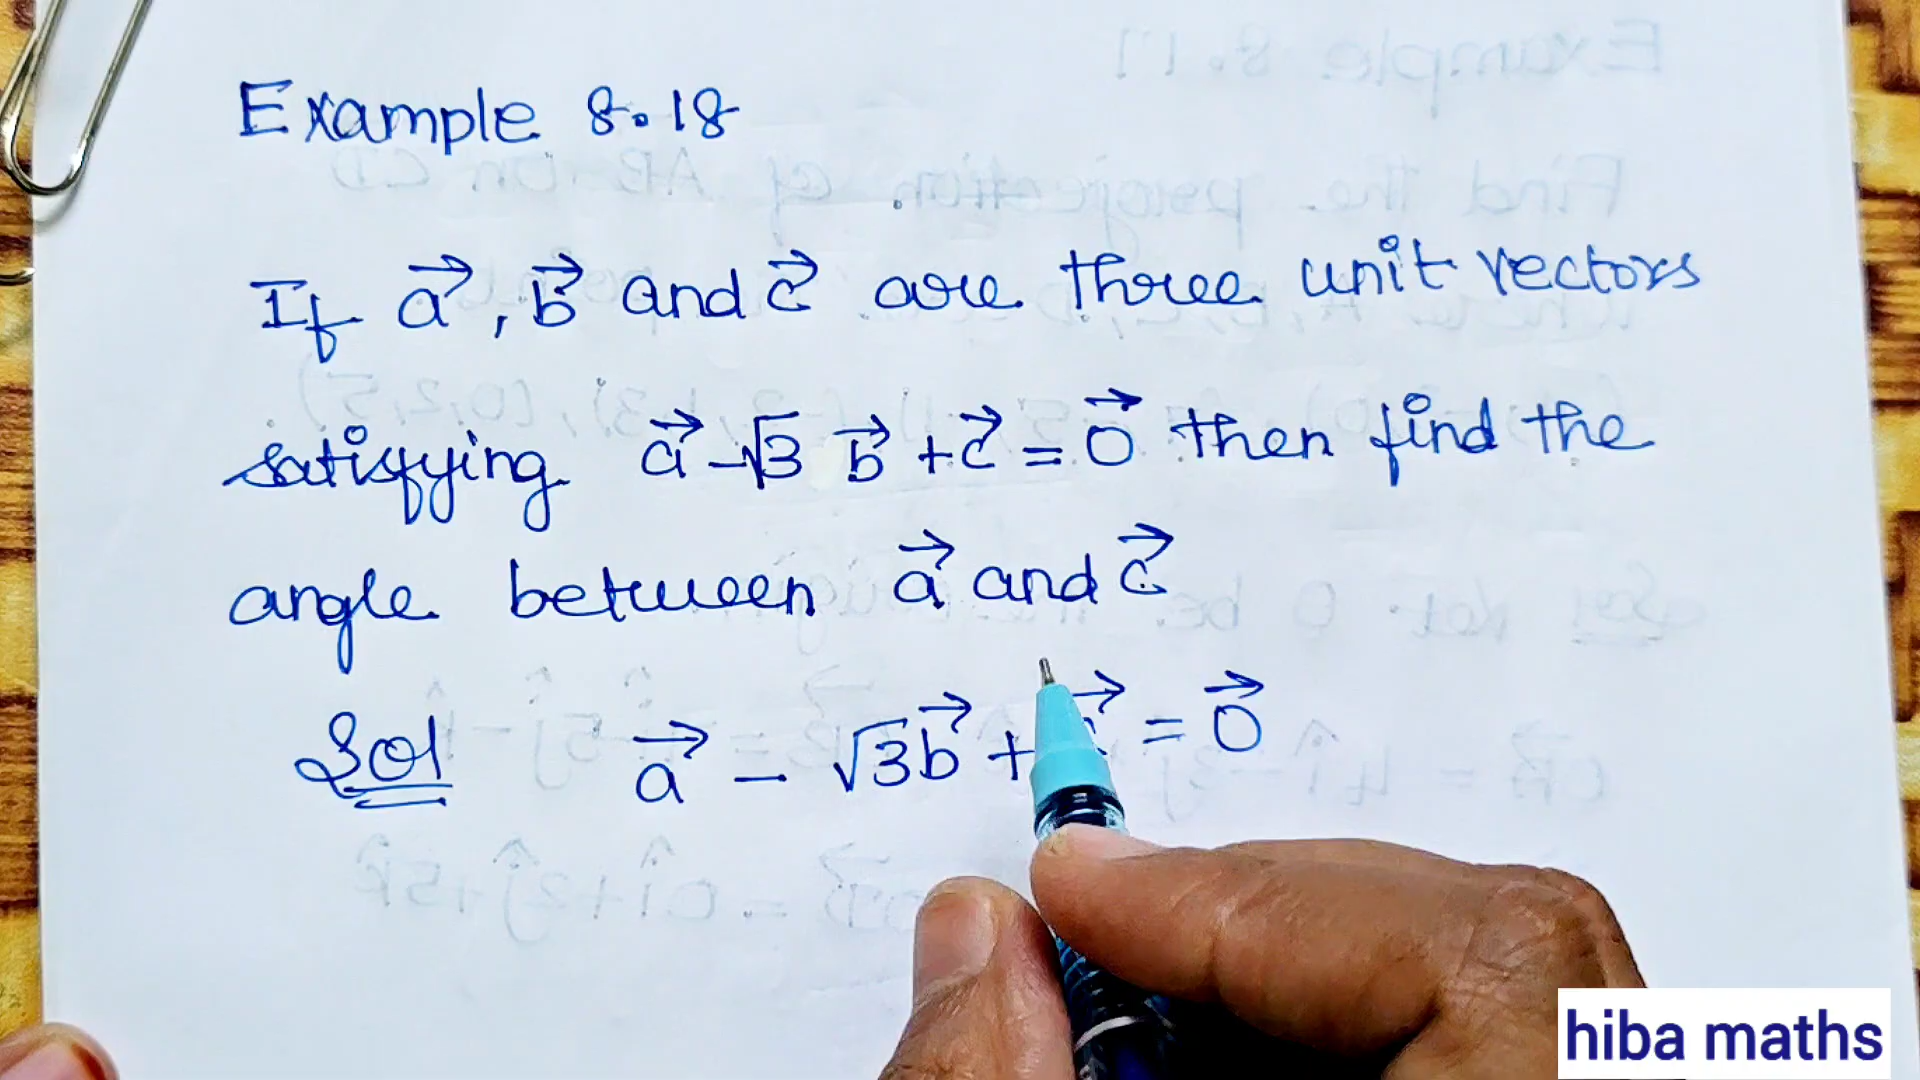 Example 8.18
If a⃗, b⃗ and c⃗ are three unit vectors
satisfying a⃗ - √3 b⃗ + c⃗ = 0⃗ then find the
angle between a⃗ and c⃗
Sol a⃗ - √3b⃗ + = 0⃗
hiba maths